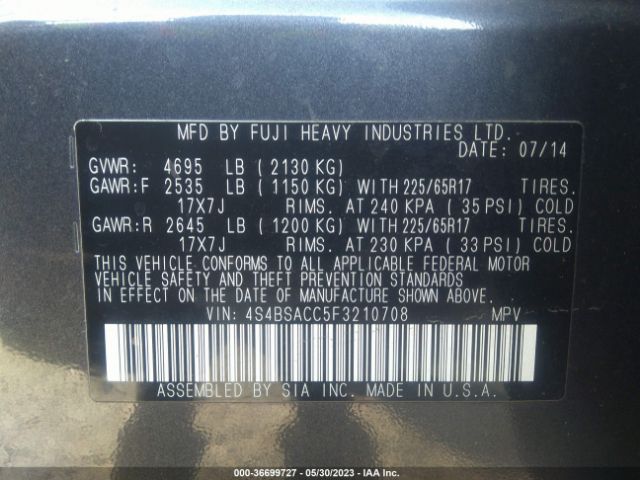 MFD BY FUJI HEAVY INDUSTRIES LTD.
DATE: 07/14
GVWR: 4695 LB ( 2130 KG)
GAWR:F 2535 LB ( 1150 KG) WITH 225/65R17 TIRES.
17X7J RIMS. AT 240 KPA ( 35 PSI) COLD
GAWR:R 2645 LB ( 1200 KG) WITH 225/65R17 TIRES.
17X7J RIMS. AT 230 KPA ( 33 PSI) COLD
THIS VEHICLE CONFORMS TO ALL APPLICABLE FEDERAL MOTOR
VEHICLE SAFETY AND THEFT PREVENTION STANDARDS
IN EFFECT ON THE DATE OF MANUFACTURE SHOWN ABOVE.
VIN: 4S4BSACC5F3210708 MPV
ASSEMBLED BY SIA INC. MADE IN U.S.A.
000-36699727 - 05/30/2023 - IAA Inc.